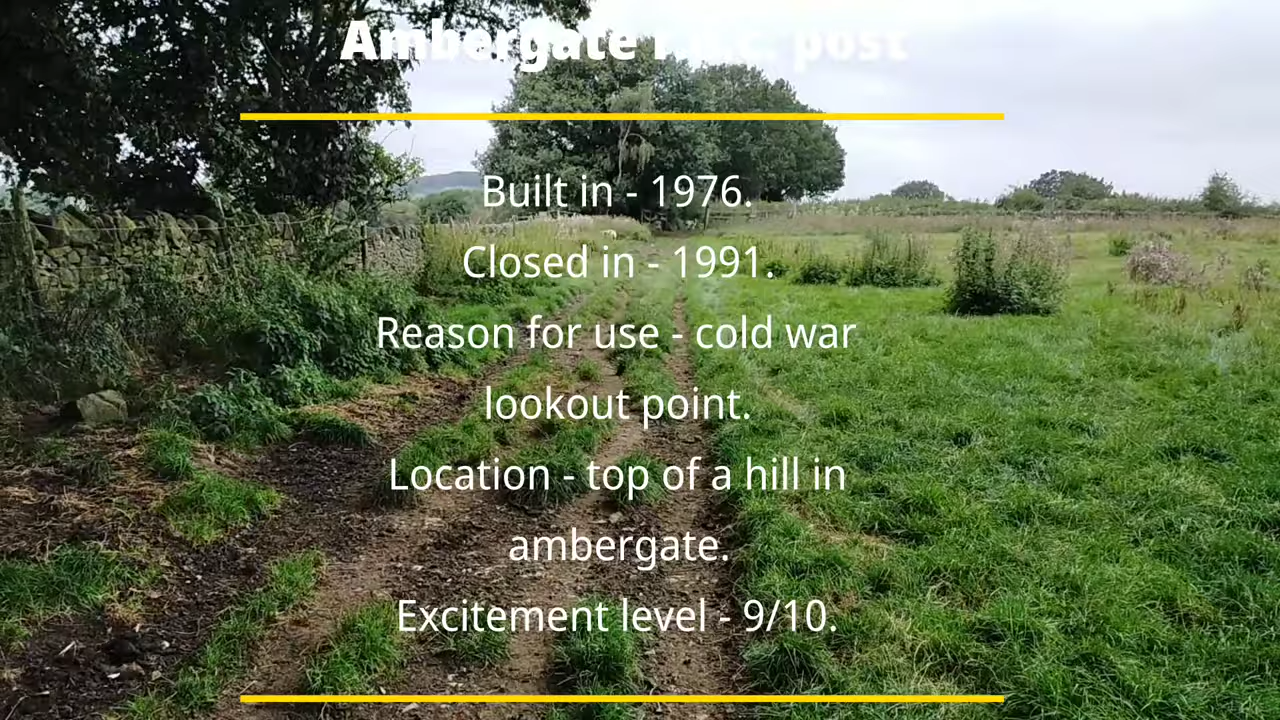 Ambergate r.o.c. post
Built in - 1976.
Closed in - 1991.
Reason for use - cold war
lookout point.
Location - top of a hill in
ambergate.
Excitement level - 9/10.